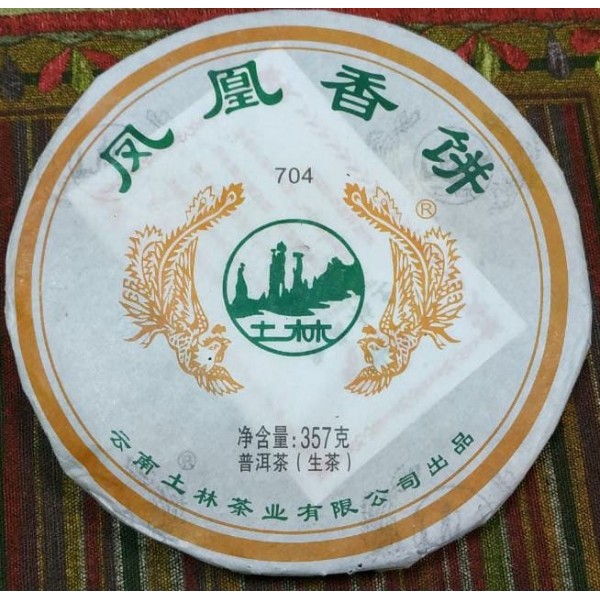 凤凰香饼
704
®
土林
净含量:357克
普洱茶(生茶)
®
云南土林茶业有限公司出品